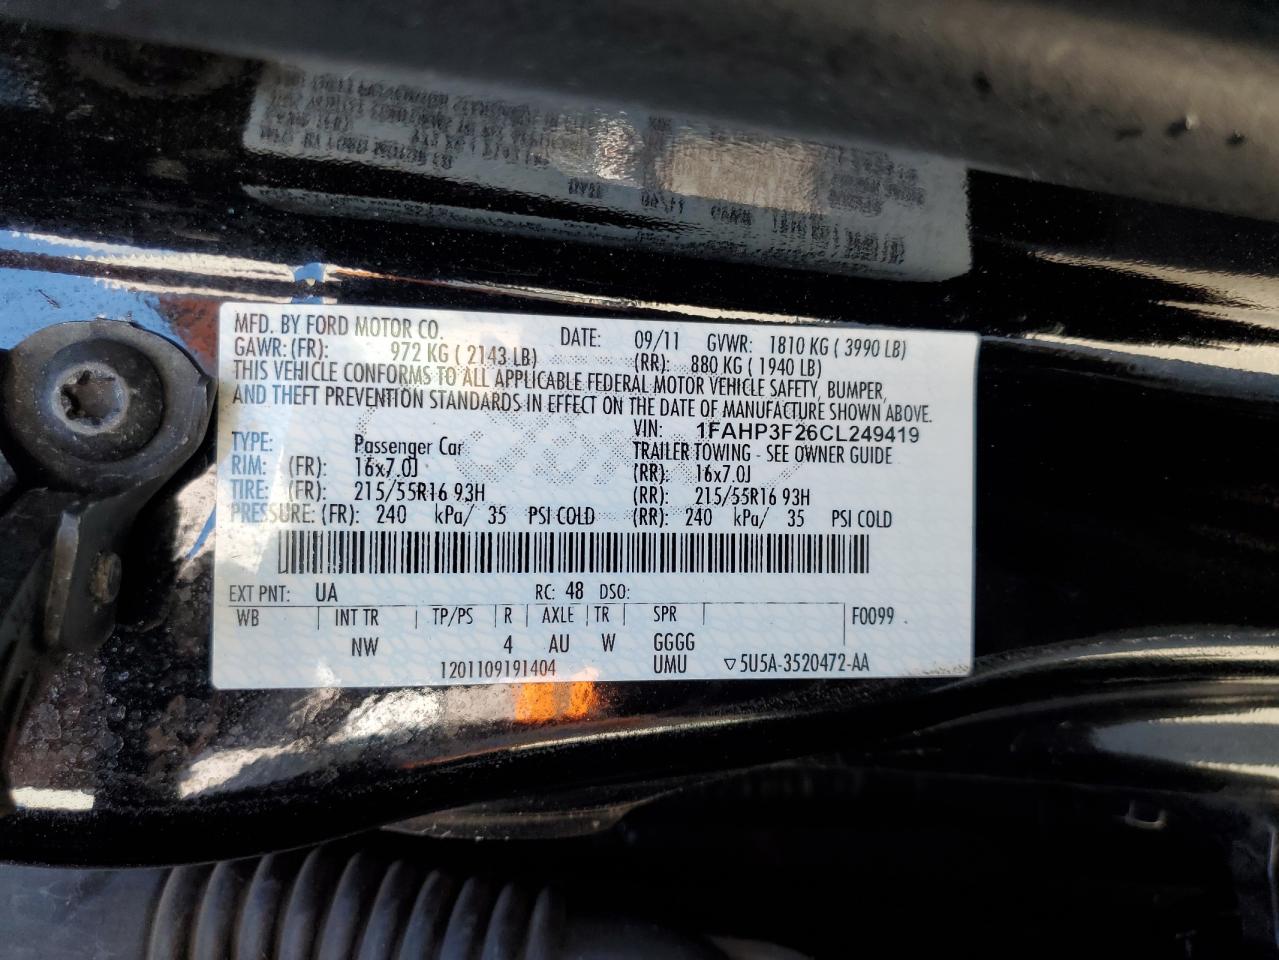 MFD. BY FORD MOTOR CO. DATE: 09/11 GVWR: 1810 KG ( 3990 LB)
GAWR: (FR): 972 KG ( 2143 LB) (RR): 880 KG ( 1940 LB)
THIS VEHICLE CONFORMS TO ALL APPLICABLE FEDERAL MOTOR VEHICLE SAFETY, BUMPER,
AND THEFT PREVENTION STANDARDS IN EFFECT ON THE DATE OF MANUFACTURE SHOWN ABOVE.
VIN: 1FAHP3F26CL249419
TYPE: Passenger Car TRAILER TOWING - SEE OWNER GUIDE
RIM: (FR): 16x7.0J (RR): 16x7.0J
TIRE: (FR): 215/55R16 93H (RR): 215/55R16 93H
PRESSURE: (FR): 240 kPa/ 35 PSI COLD (RR): 240 kPa/ 35 PSI COLD
EXT PNT: UA RC: 48 DSO:
WB INT TR TP/PS R AXLE TR SPR F0099
NW 4 AU W GGGG
1201109191404 UMU ▽5U5A-3520472-AA